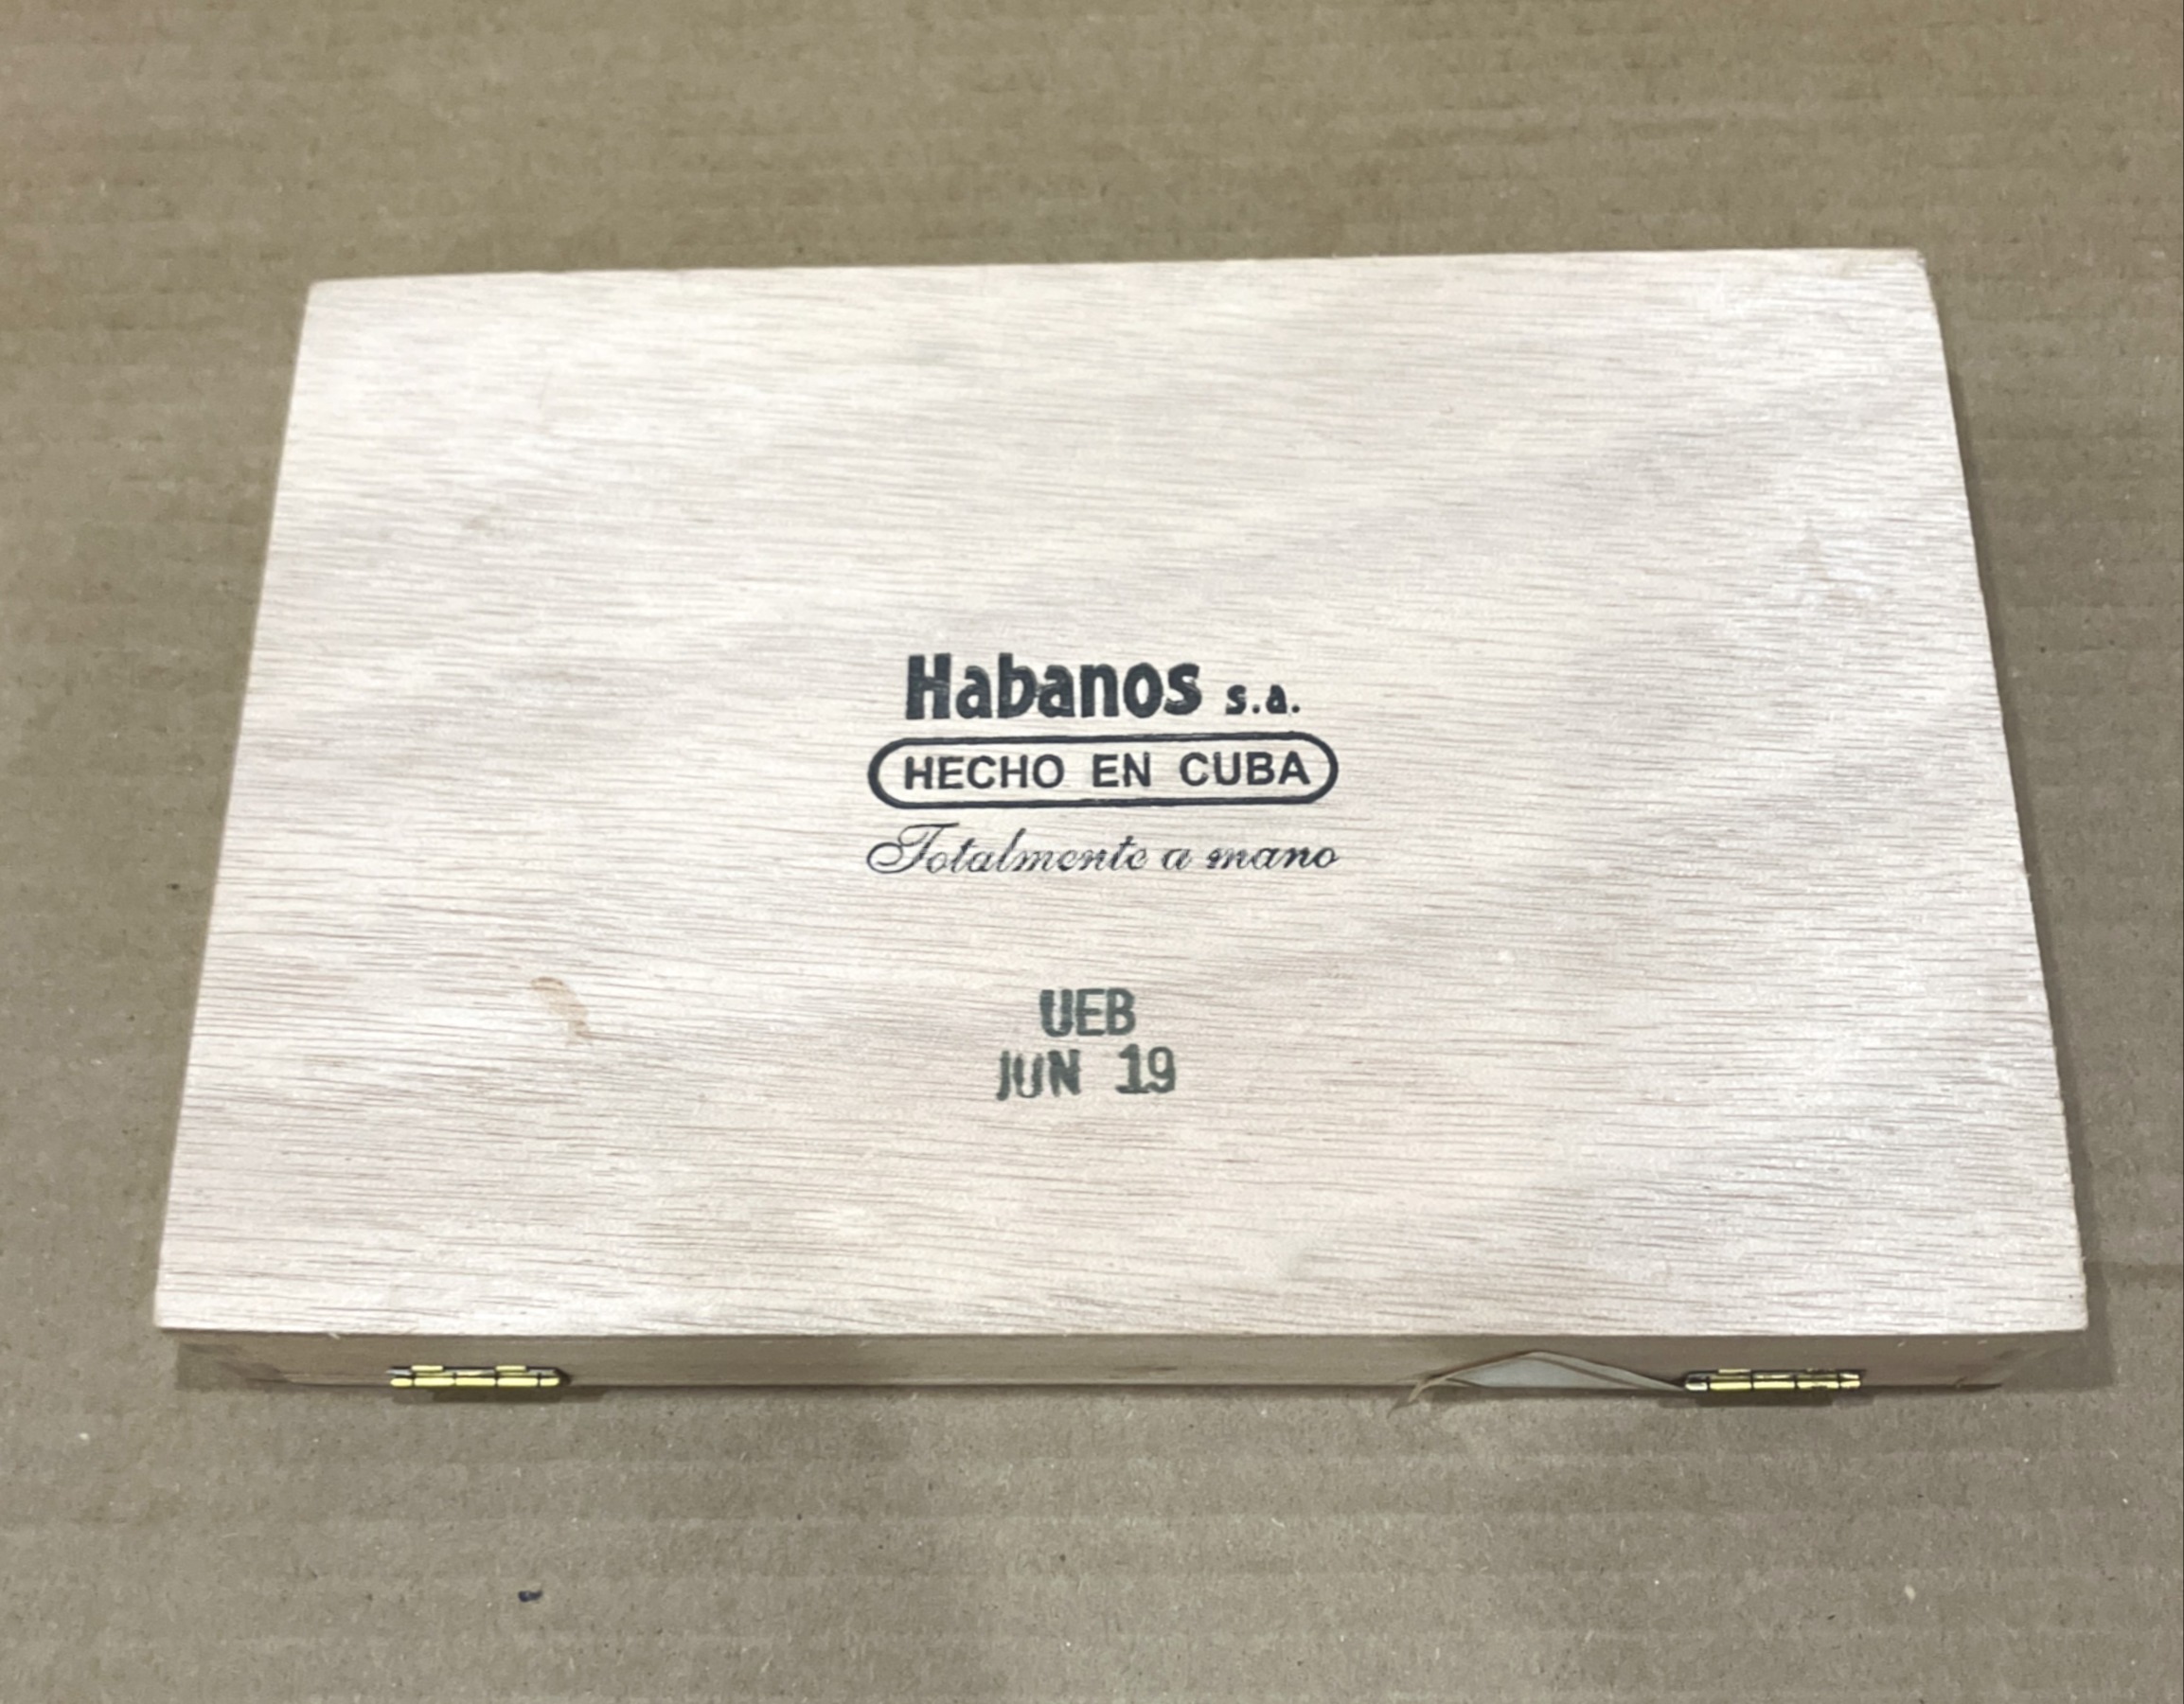 Habanos s.a.
HECHO EN CUBA
Totalmente a mano
UEB
JUN 19